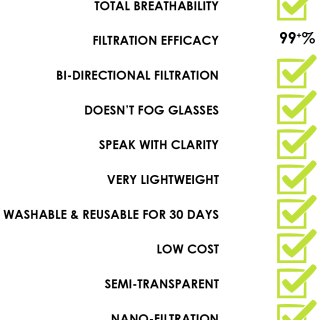 TOTAL BREATHABILITY
FILTRATION EFFICACY 99+%
BI-DIRECTIONAL FILTRATION
DOESN'T FOG GLASSES
SPEAK WITH CLARITY
VERY LIGHTWEIGHT
WASHABLE & REUSABLE FOR 30 DAYS
LOW COST
SEMI-TRANSPARENT
NANO-FILTRATION